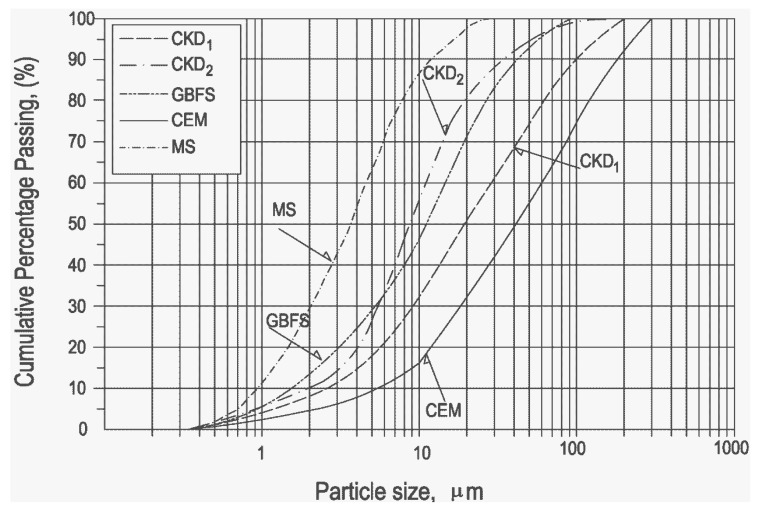 Cumulative Percentage Passing, (%)
100
90
80
70
60
50
40
30
20
10
0
CKD1
CKD2
GBFS
CEM
MS
CKD2
CKD1
MS
GBFS
CEM
1
10
100
1000
Particle size, μm